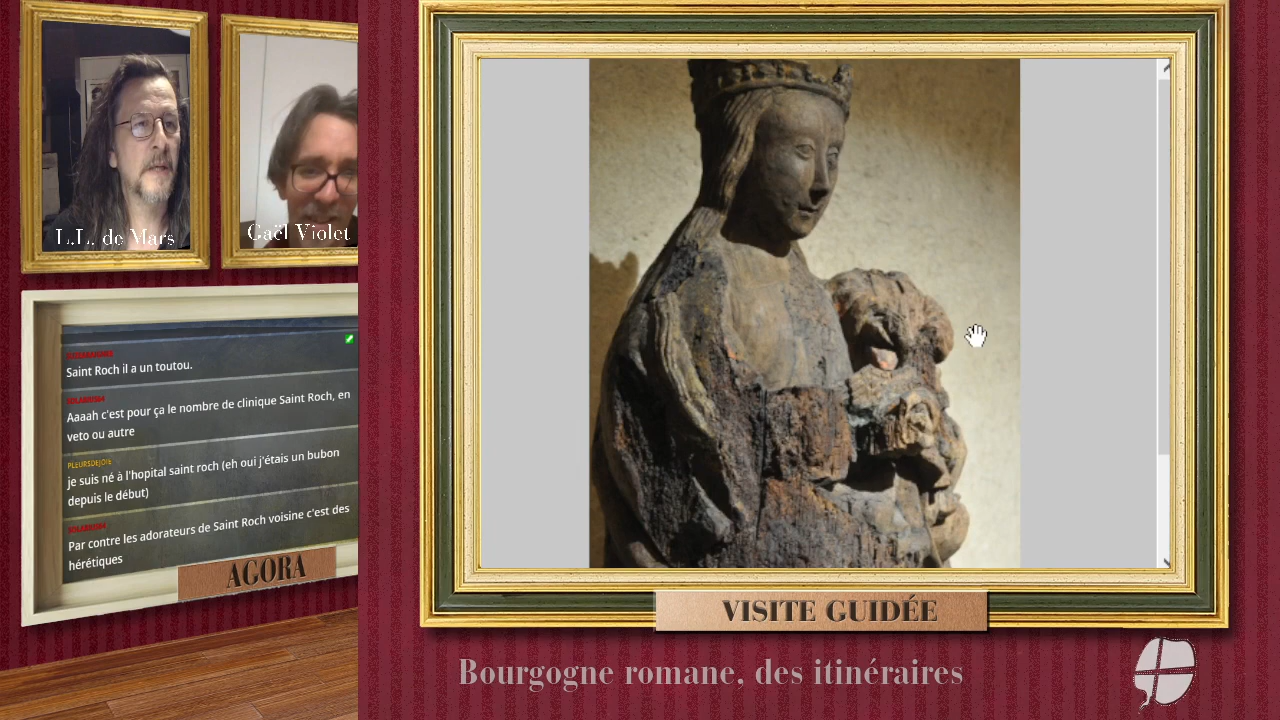 L.L. de Mars
Gaël Violet
Saint Roch il a un toutou.
Aaaah c'est pour ça le nombre de clinique Saint Roch, en
veto ou autre
PLEURSDEJOIE
je suis né à l'hopital saint roch (eh oui j'étais un bubon
depuis le début)
Par contre les adorateurs de Saint Roch voisine c'est des
hérétiques
AGORA
VISITE GUIDÉE
Bourgogne romane, des itinéraires